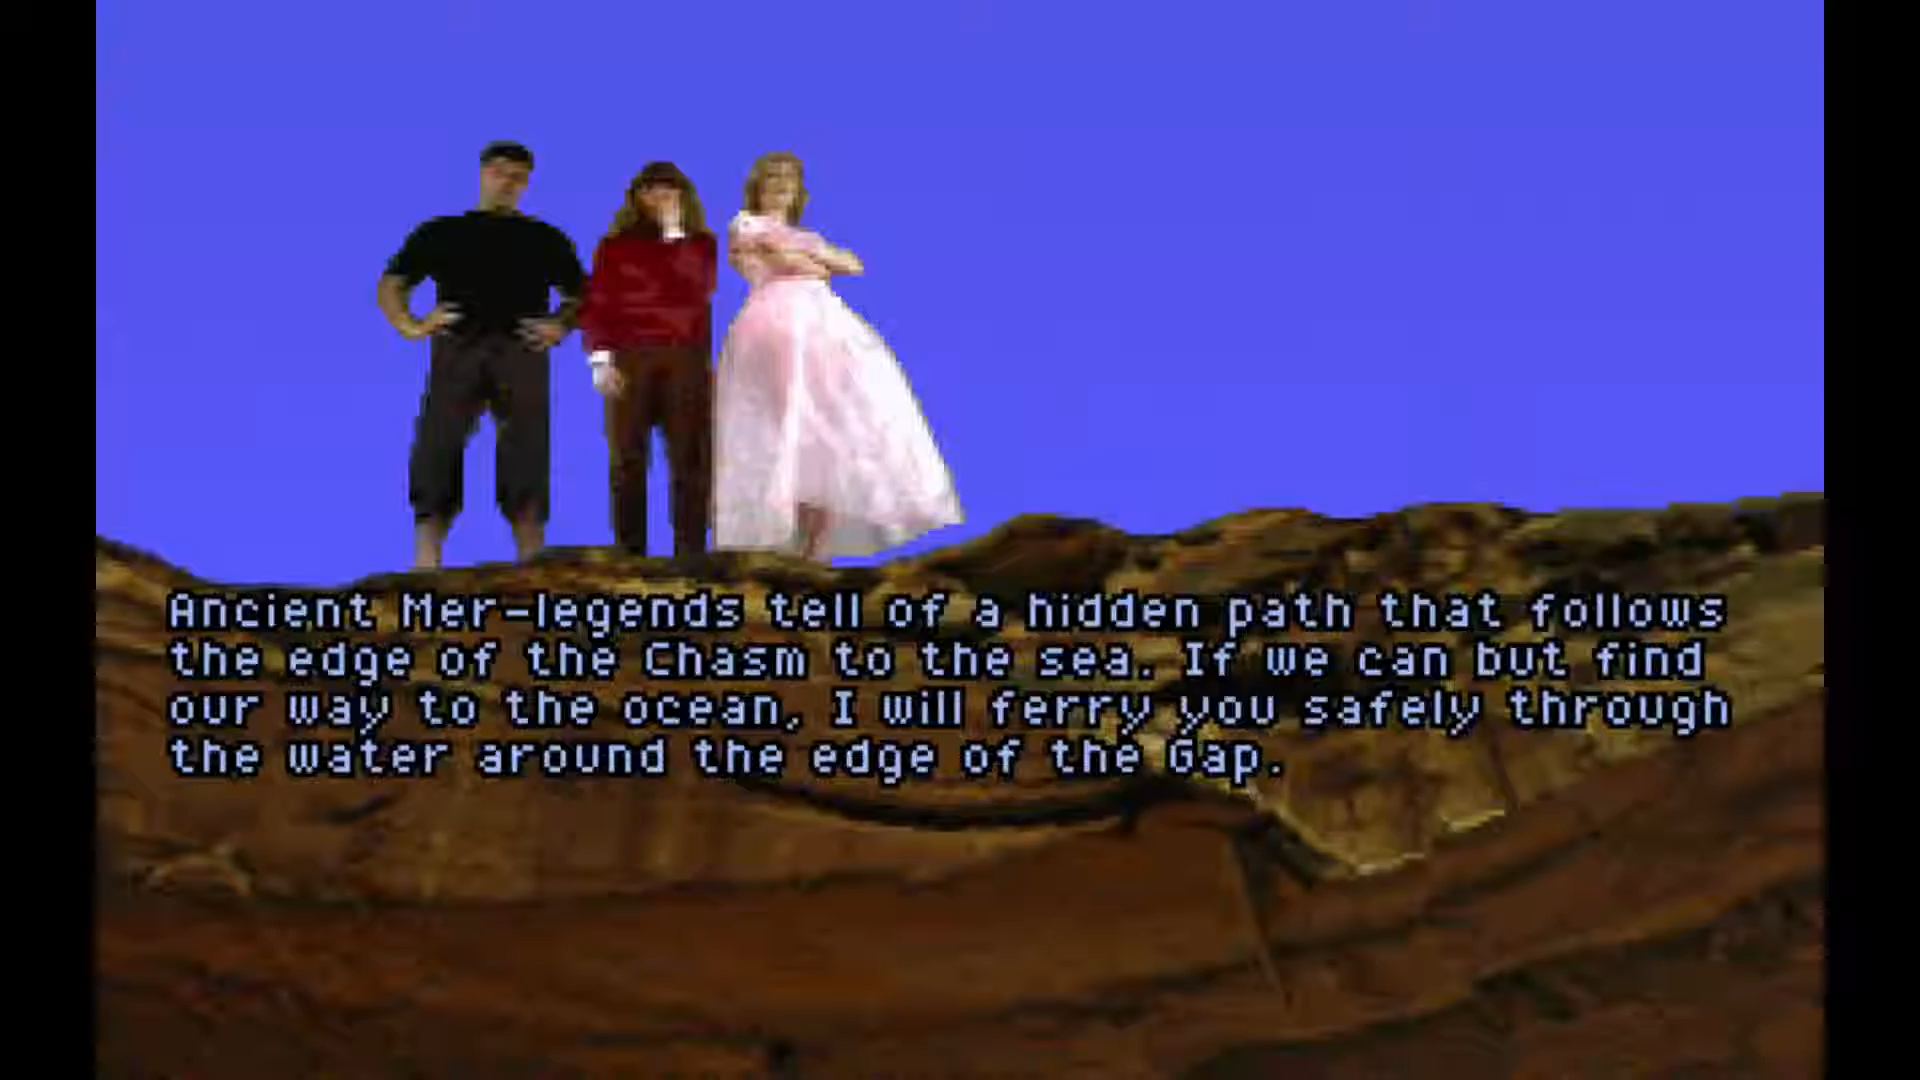 Ancient Mer-legends tell of a hidden path that follows
the edge of the Chasm to the sea. If we can but find
our way to the ocean, I will ferry you safely through
the water around the edge of the Gap.